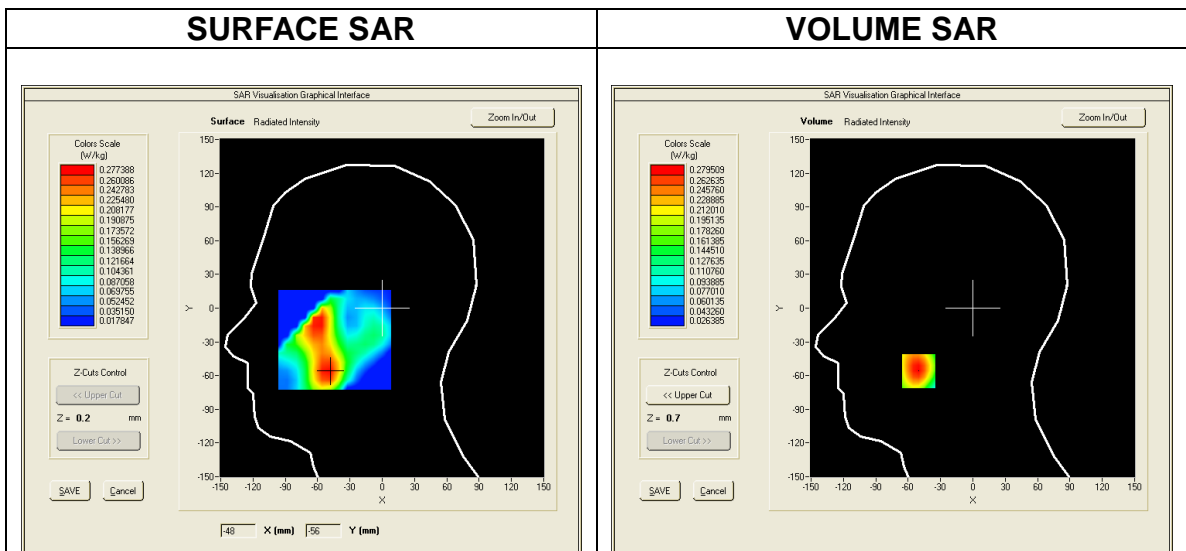 SURFACE SAR
VOLUME SAR
SAR Visualisation Graphical Interface
Surface Radiated Intensity
Zoom In/Out
Colors Scale
(W/kg)
0.277388
0.260086
0.242783
0.225480
0.208177
0.190875
0.173572
0.156269
0.138966
0.121664
0.104361
0.087058
0.069755
0.052452
0.035150
0.017847
Z-Cuts Control
<< Upper Cut
Z = 0.2 mm
Lower Cut >>
SAVE
Cancel
150
120
90
60
30
0
-30
-60
-90
-120
-150
Y
-150 -120 -90 -60 -30 0 30 60 90 120 150
X
-48 X (mm) -56 Y (mm)
SAR Visualisation Graphical Interface
Volume Radiated Intensity
Zoom In/Out
Colors Scale
(W/kg)
0.279509
0.262635
0.245760
0.228885
0.212010
0.195135
0.178260
0.161385
0.144510
0.127635
0.110760
0.093885
0.077010
0.060135
0.043260
0.026385
Z-Cuts Control
<< Upper Cut
Z = 0.7 mm
Lower Cut >>
SAVE
Cancel
150
120
90
60
30
0
-30
-60
-90
-120
-150
Y
-150 -120 -90 -60 -30 0 30 60 90 120 150
X